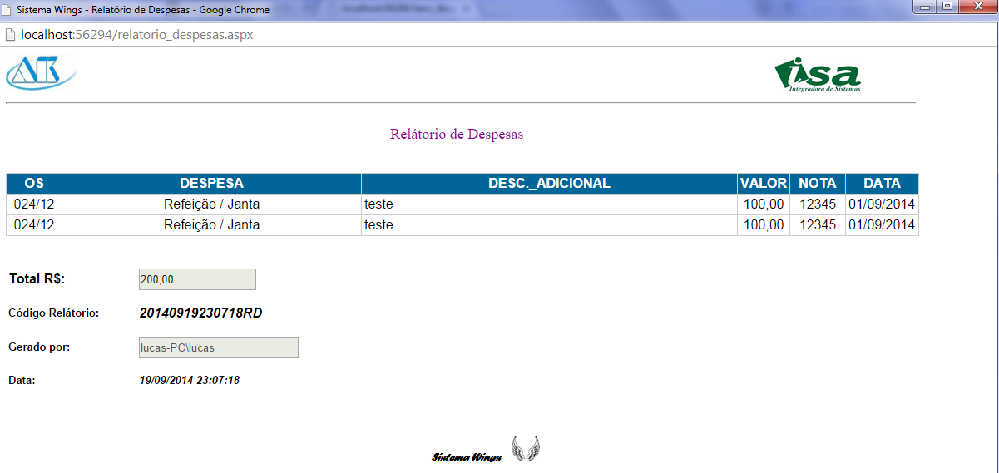 Sistema Wings - Relatório de Despesas - Google Chrome
localhost:56294/relatorio_despesas.aspx
isa
Integradora de Sistemas
Relátorio de Despesas
OS DESPESA DESC._ADICIONAL VALOR NOTA DATA
024/12 Refeição / Janta teste 100,00 12345 01/09/2014
024/12 Refeição / Janta teste 100,00 12345 01/09/2014
Total R$: 200,00
Código Relátorio: 20140919230718RD
Gerado por: lucas-PC\lucas
Data: 19/09/2014 23:07:18
Sistema Wings